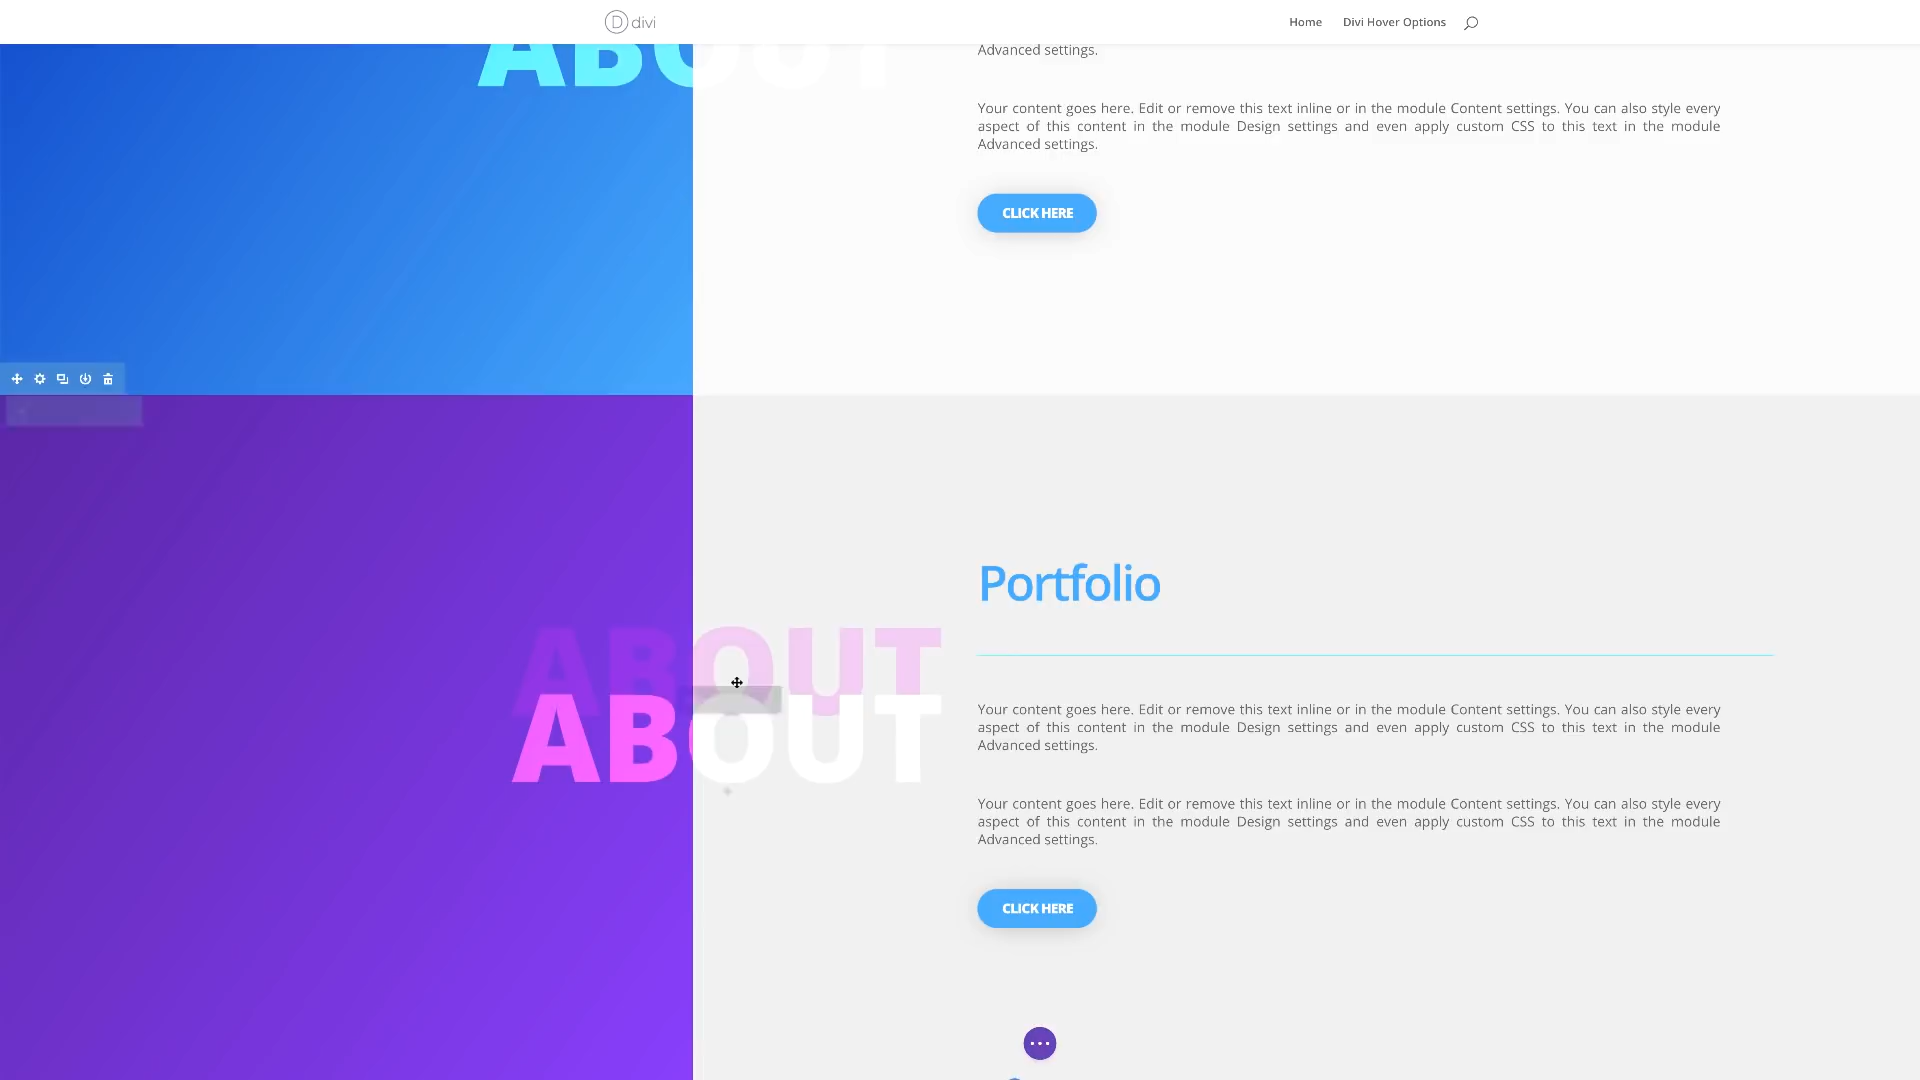 divi
Home
Divi Hover Options
ABOUT
Advanced settings.
Your content goes here. Edit or remove this text inline or in the module Content settings. You can also style every
aspect of this content in the module Design settings and even apply custom CSS to this text in the module
Advanced settings.
CLICK HERE
Portfolio
ABOUT
ABOUT
Your content goes here. Edit or remove this text inline or in the module Content settings. You can also style every
aspect of this content in the module Design settings and even apply custom CSS to this text in the module
Advanced settings.
Your content goes here. Edit or remove this text inline or in the module Content settings. You can also style every
aspect of this content in the module Design settings and even apply custom CSS to this text in the module
Advanced settings.
CLICK HERE